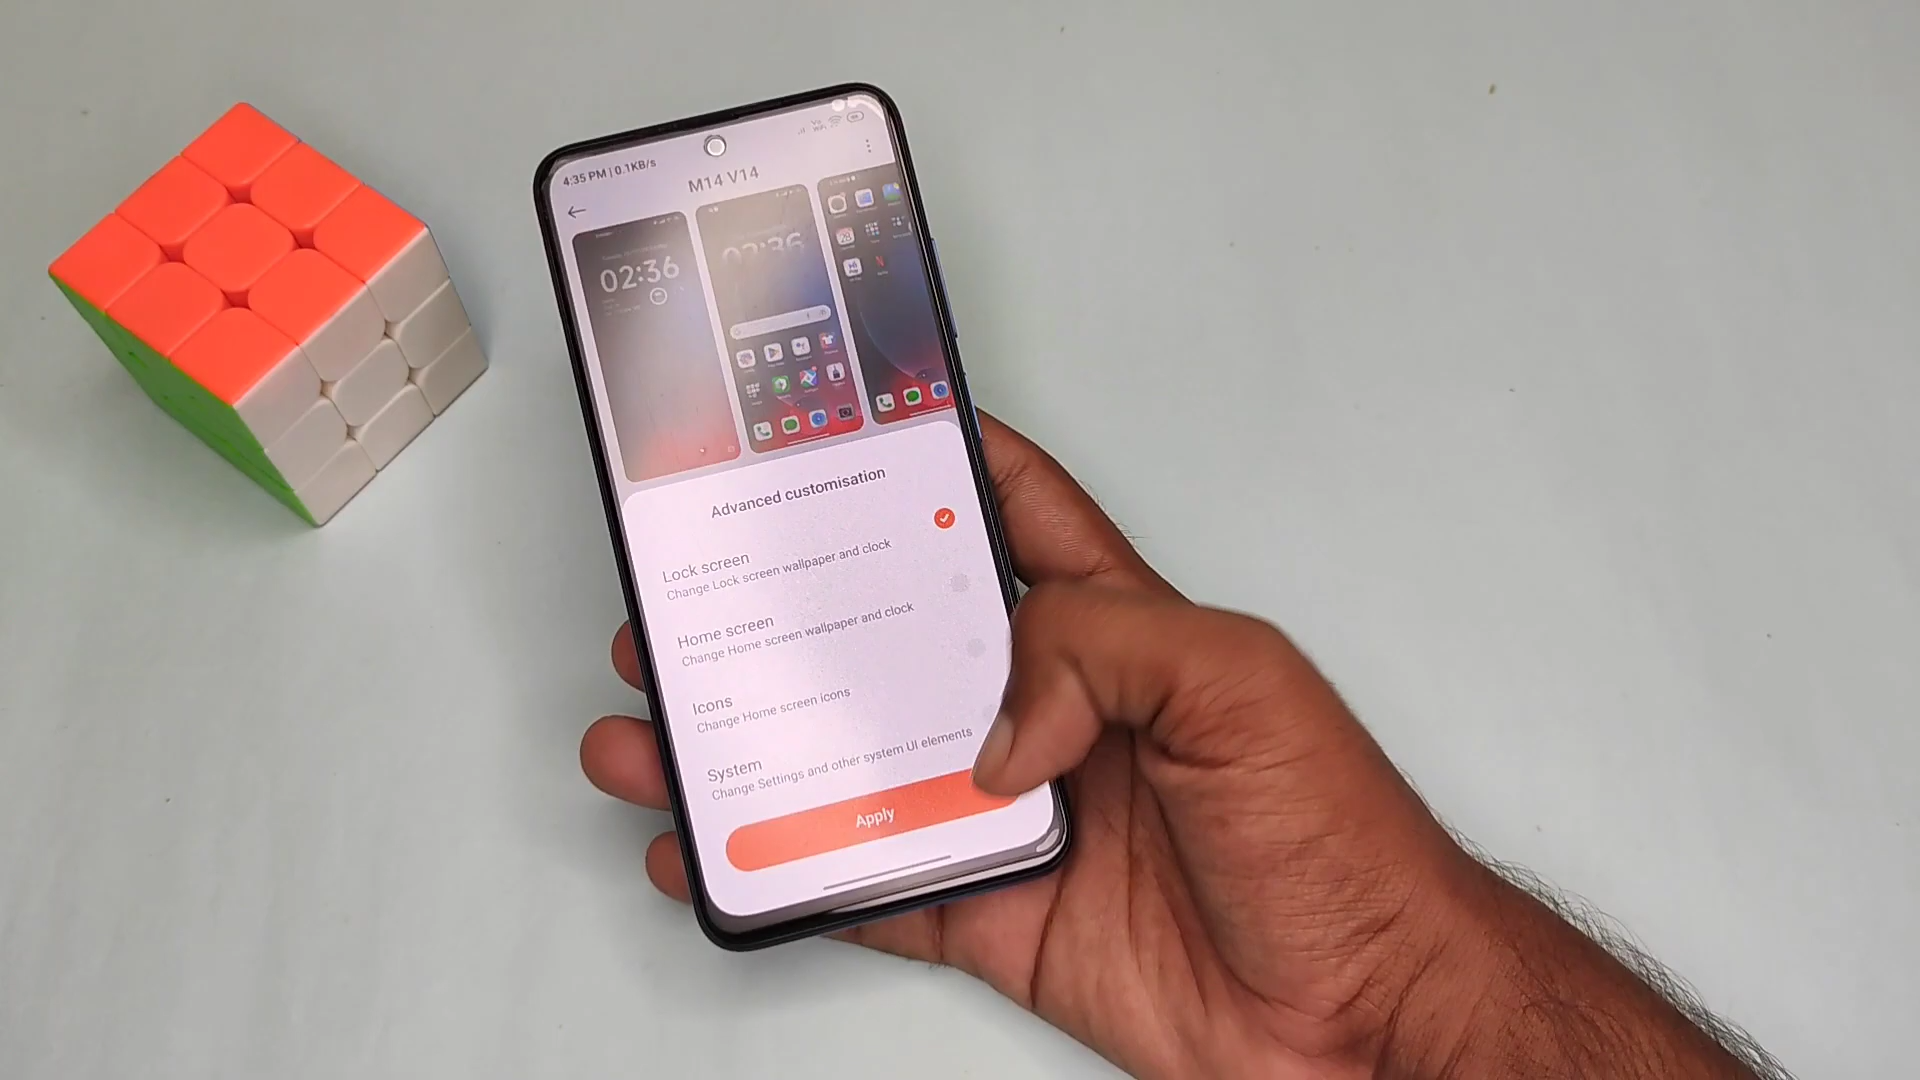 4:35 PM | 0.1KB/s
M14 V14
02:36
02:36
Advanced customisation
Lock screen
Change Lock screen wallpaper and clock
Home screen
Change Home screen wallpaper and clock
Icons
Change Home screen icons
System
Change Settings and other system UI elements
Apply